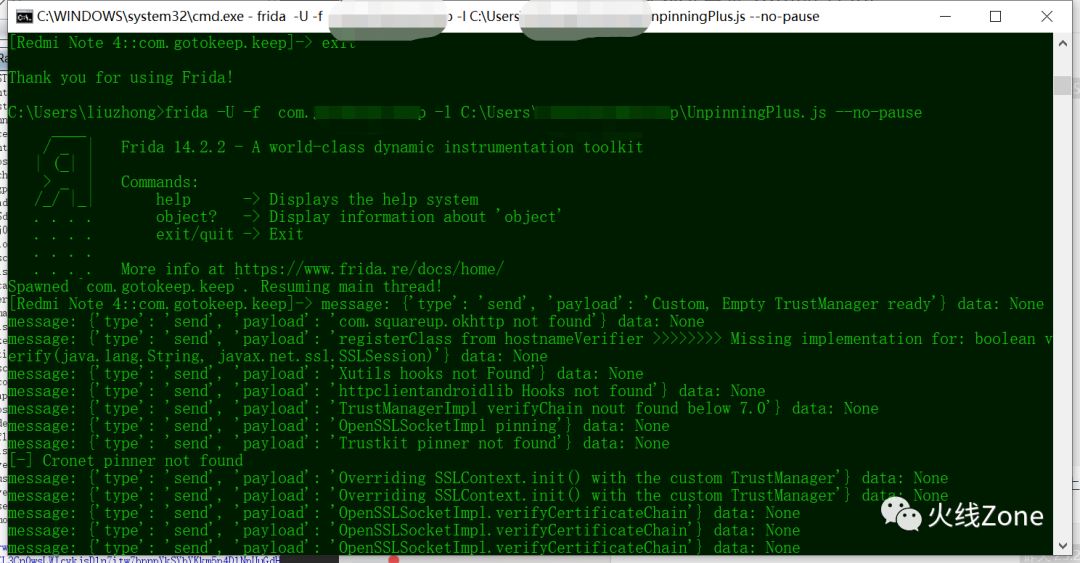 C:\WINDOWS\system32\cmd.exe - frida -U -f p -l C:\Users UnpinningPlus.js --no-pause
[Redmi Note 4::com.gotokeep.keep]-> exit
Thank you for using Frida!
C:\Users\liuzhong>frida -U -f com. p -l C:\Users\ p\UnpinningPlus.js --no-pause
     ____
    / _  |   Frida 14.2.2 - A world-class dynamic instrumentation toolkit
   | (_| |
    > _  |   Commands:
   /_/ |_|       help      -> Displays the help system
   . . . .       object?   -> Display information about 'object'
   . . . .       exit/quit -> Exit
   . . . .
   . . . .   More info at https://www.frida.re/docs/home/
Spawned `com.gotokeep.keep`. Resuming main thread!
[Redmi Note 4::com.gotokeep.keep]-> message: {'type': 'send', 'payload': 'Custom, Empty TrustManager ready'} data: None
message: {'type': 'send', 'payload': 'com.squareup.okhttp not found'} data: None
message: {'type': 'send', 'payload': 'registerClass from hostnameVerifier >>>>>>>> Missing implementation for: boolean v
erify(java.lang.String, javax.net.ssl.SSLSession)'} data: None
message: {'type': 'send', 'payload': 'Xutils hooks not Found'} data: None
message: {'type': 'send', 'payload': 'httpclientandroidlib Hooks not found'} data: None
message: {'type': 'send', 'payload': 'TrustManagerImpl verifyChain nout found below 7.0'} data: None
message: {'type': 'send', 'payload': 'OpenSSLSocketImpl pinning'} data: None
message: {'type': 'send', 'payload': 'Trustkit pinner not found'} data: None
[-] Cronet pinner not found
message: {'type': 'send', 'payload': 'Overriding SSLContext.init() with the custom TrustManager'} data: None
message: {'type': 'send', 'payload': 'Overriding SSLContext.init() with the custom TrustManager'} data: None
message: {'type': 'send', 'payload': 'OpenSSLSocketImpl.verifyCertificateChain'} data: None
message: {'type': 'send', 'payload': 'OpenSSLSocketImpl.verifyCertificateChain'} data: None
message: {'type': 'send', 'payload': 'OpenSSLSocketImpl.verifyCertificateChain'} data: None
火线Zone